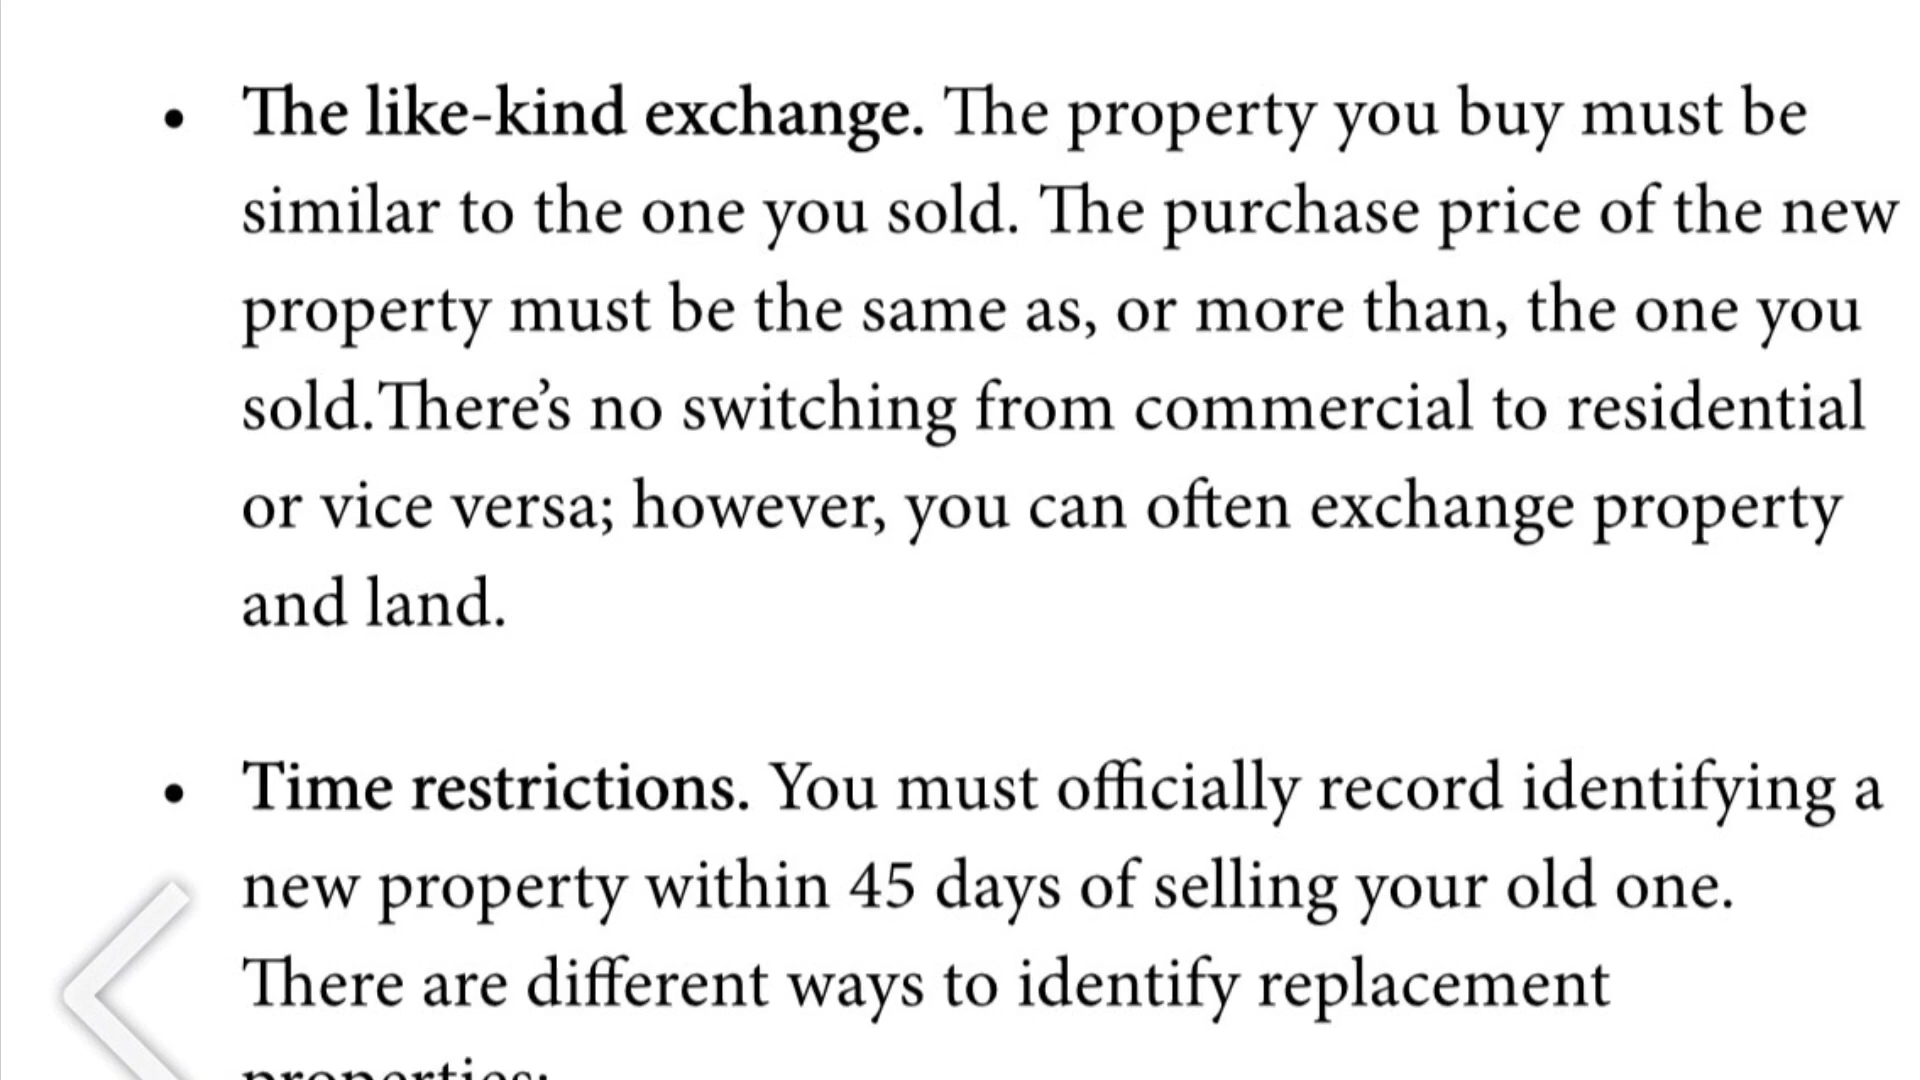 • The like-kind exchange. The property you buy must be
similar to the one you sold. The purchase price of the new
property must be the same as, or more than, the one you
sold.There’s no switching from commercial to residential
or vice versa; however, you can often exchange property
and land.
• Time restrictions. You must officially record identifying a
new property within 45 days of selling your old one.
There are different ways to identify replacement
properties: